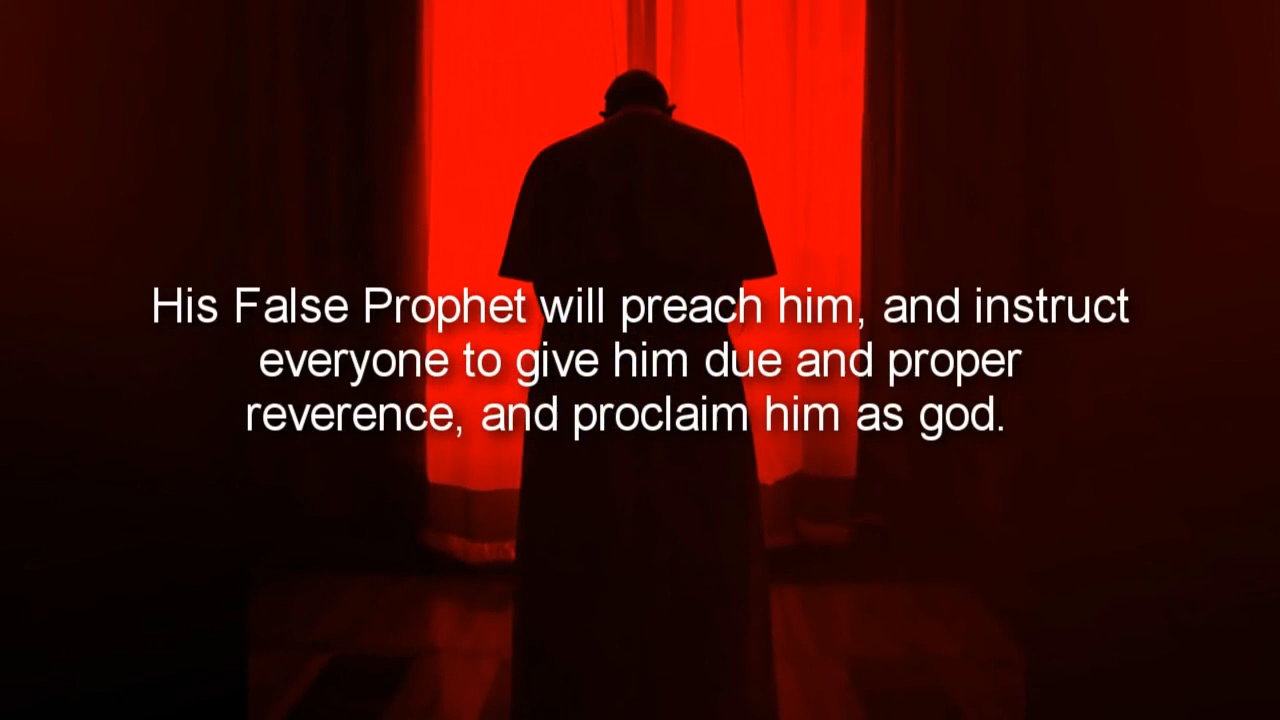 His False Prophet will preach him, and instruct
everyone to give him due and proper
reverence, and proclaim him as god.